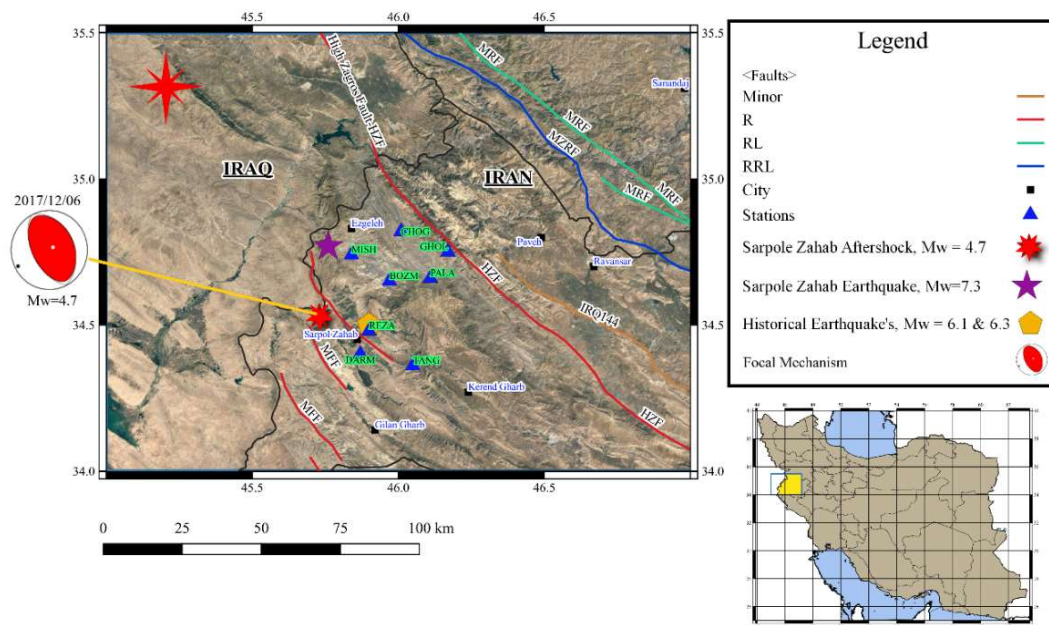 45.5 46.0 46.5
35.5 35.5
High-Zagros Fault-HZF
MRF
Sanandaj
MRF
MZRF
IRAQ
IRAN
35.0 35.0
MRF
MRF
2017/12/06
Mw=4.7
Ezgeleh
CHOG
GHOL
Paveh
MISH
Ravansar
BOZM
PALA
HZF
IRQ144
34.5 34.5
REZA
Sarpol-Zahab
DARM
TANG
MFF
Kerend Gharb
MFF
Gilan Gharb
HZF
34.0 34.0
45.5 46.0 46.5
0 25 50 75 100 km
Legend
<Faults>
Minor
R
RL
RRL
City
Stations
Sarpole Zahab Aftershock, Mw = 4.7
Sarpole Zahab Earthquake, Mw=7.3
Historical Earthquake's, Mw = 6.1 & 6.3
Focal Mechanism